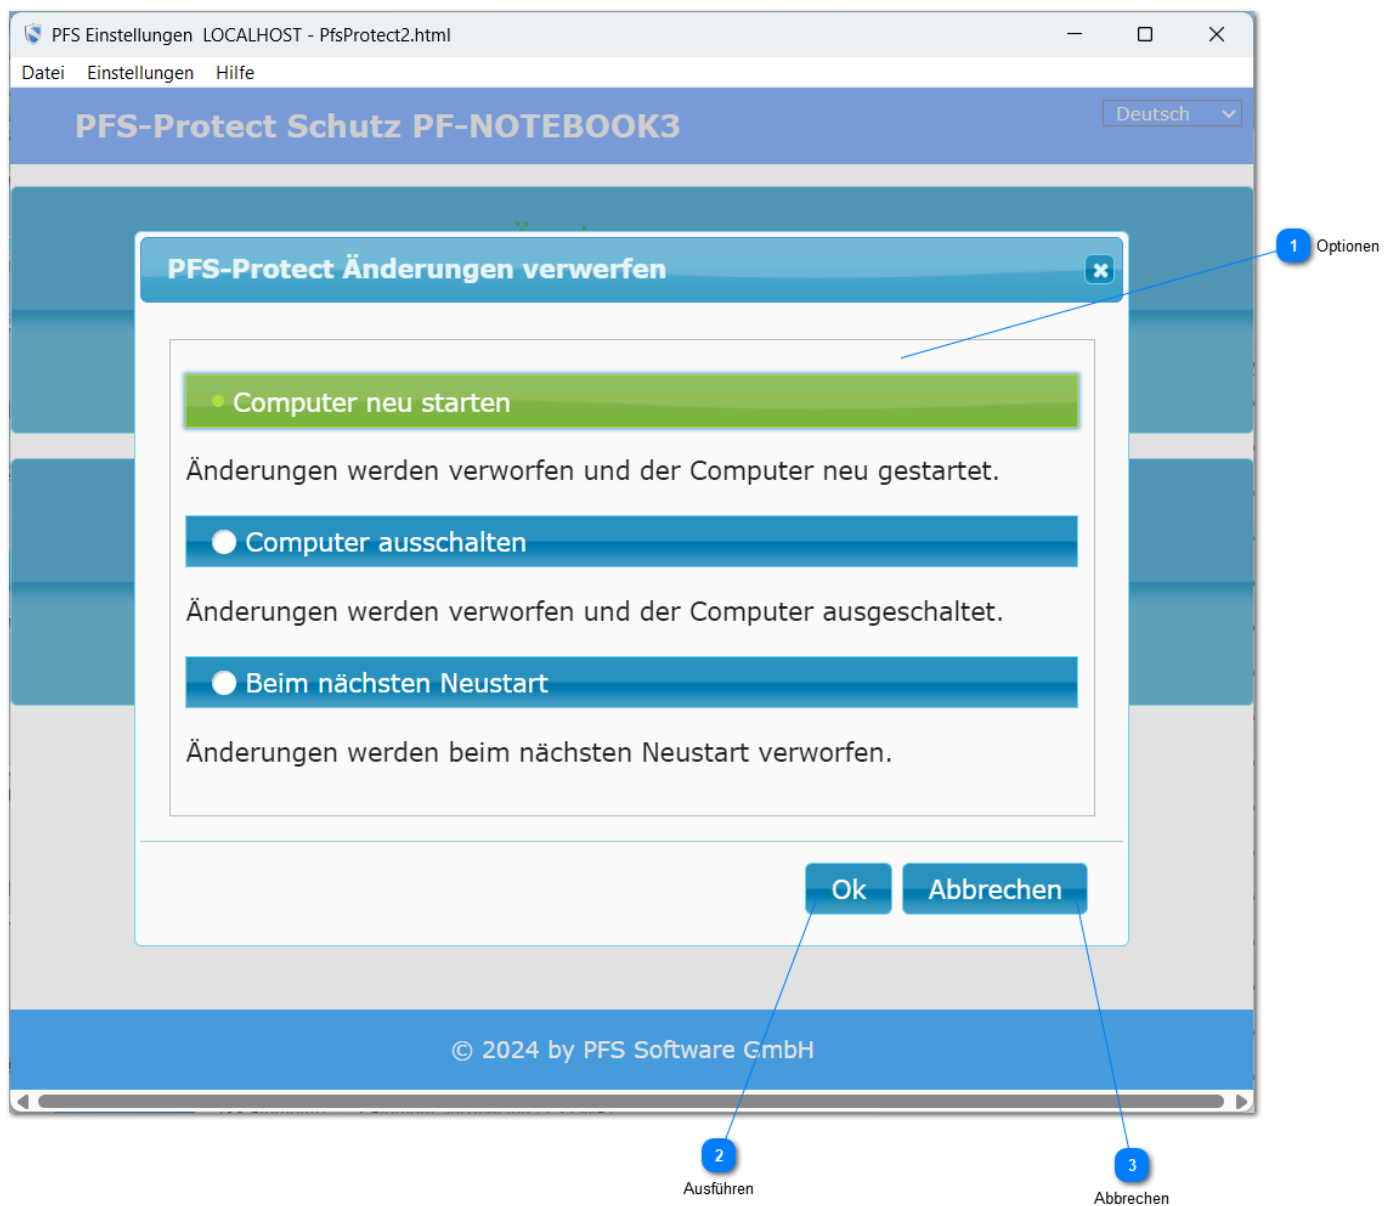 PFS Einstellungen LOCALHOST - PfsProtect2.html
Datei Einstellungen Hilfe
PFS-Protect Schutz PF-NOTEBOOK3
Deutsch
PFS-Protect Änderungen verwerfen
1 Optionen
Computer neu starten
Änderungen werden verworfen und der Computer neu gestartet.
Computer ausschalten
Änderungen werden verworfen und der Computer ausgeschaltet.
Beim nächsten Neustart
Änderungen werden beim nächsten Neustart verworfen.
Ok Abbrechen
© 2024 by PFS Software GmbH
2
Ausführen
3
Abbrechen